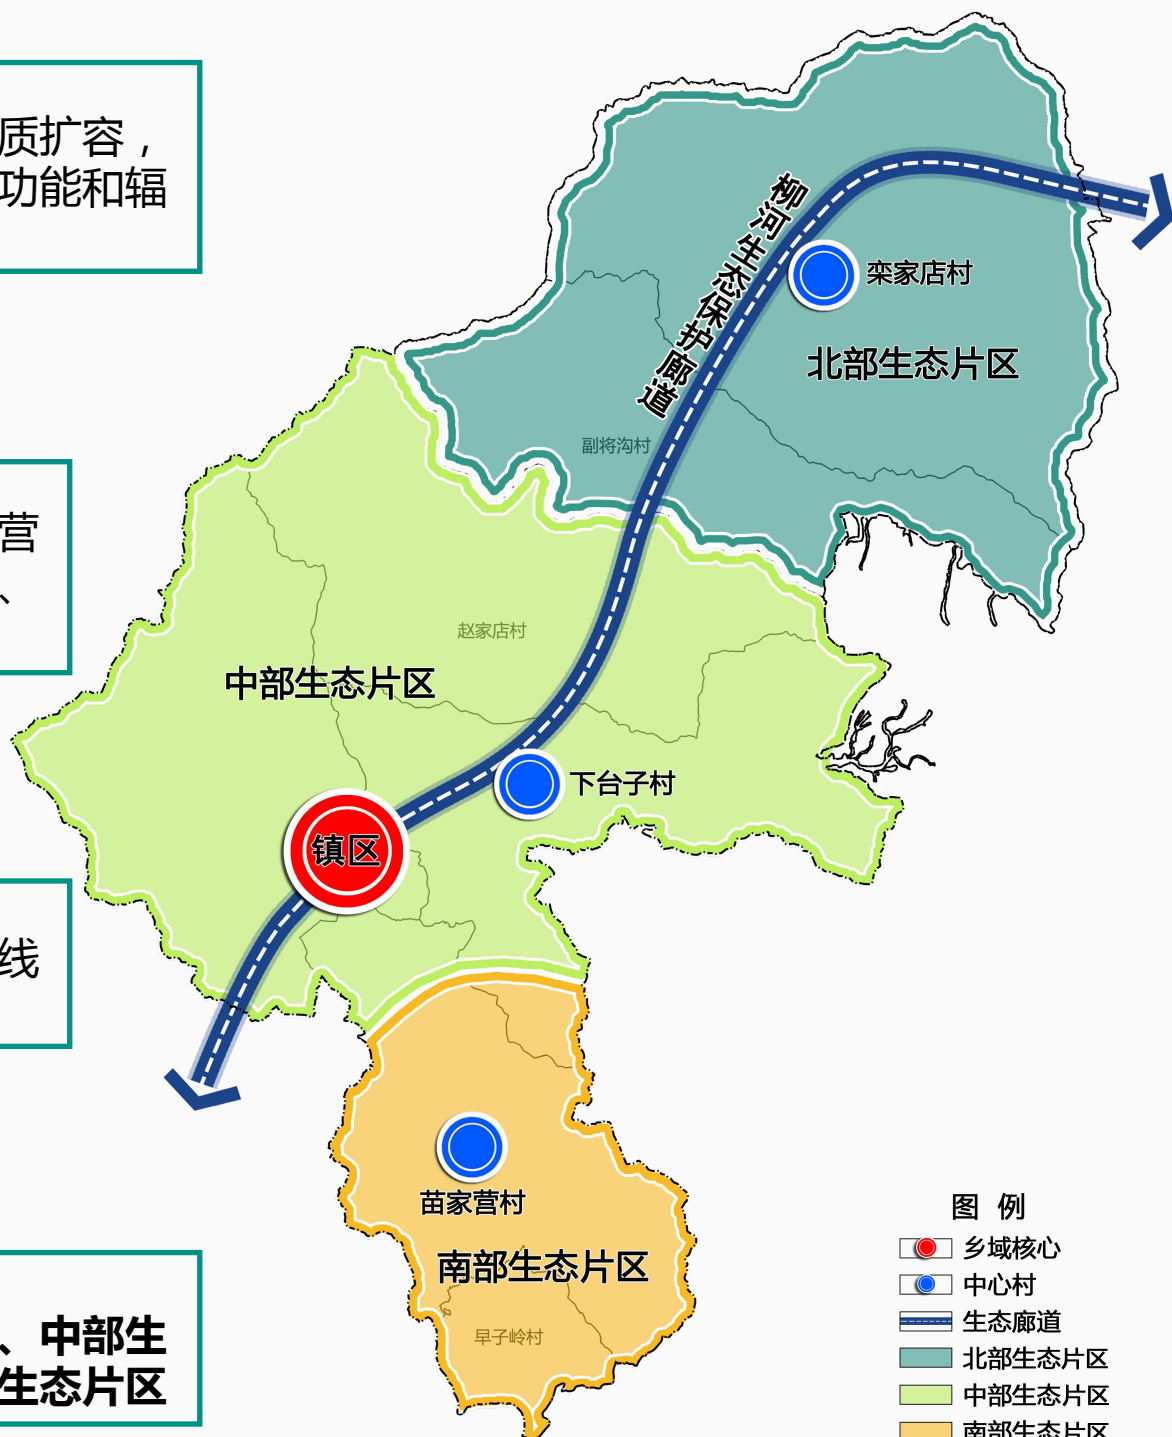 质扩容，
功能和辐
柳河生态保护廊道
栾家店村
北部生态片区
副将沟村
营
、
赵家店村
中部生态片区
下台子村
镇区
线
苗家营村
南部生态片区
早子岭村
、中部生
生态片区
图 例
乡域核心
中心村
生态廊道
北部生态片区
中部生态片区
南部生态片区